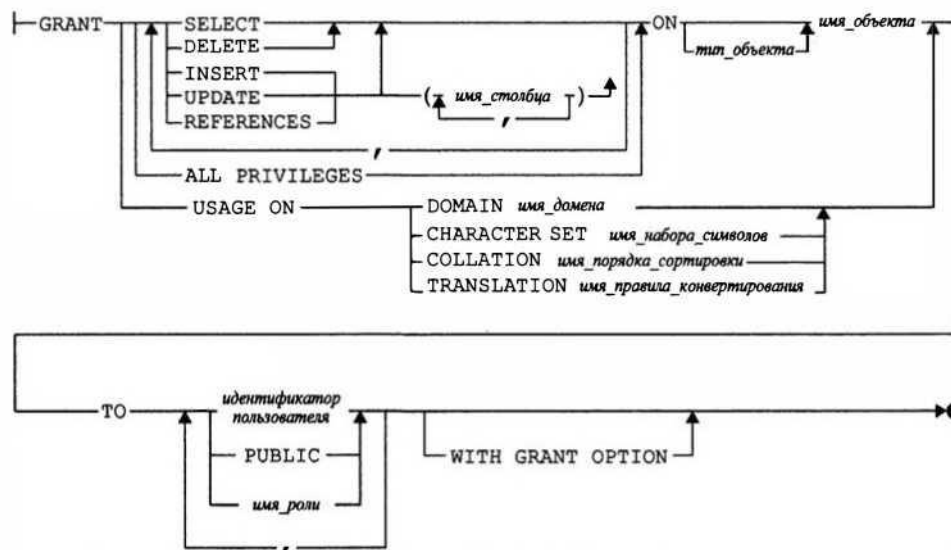 GRANT SELECT ON имя_объекта
DELETE тип_объекта
INSERT
UPDATE ( имя_столбца )
REFERENCES ,
,
ALL PRIVILEGES
USAGE ON DOMAIN имя_домена
CHARACTER SET имя_набора_символов
COLLATION имя_порядка_сортировки
TRANSLATION имя_правила_конвертирования
идентификатор
TO пользователя
PUBLIC WITH GRANT OPTION
имя_роли
,